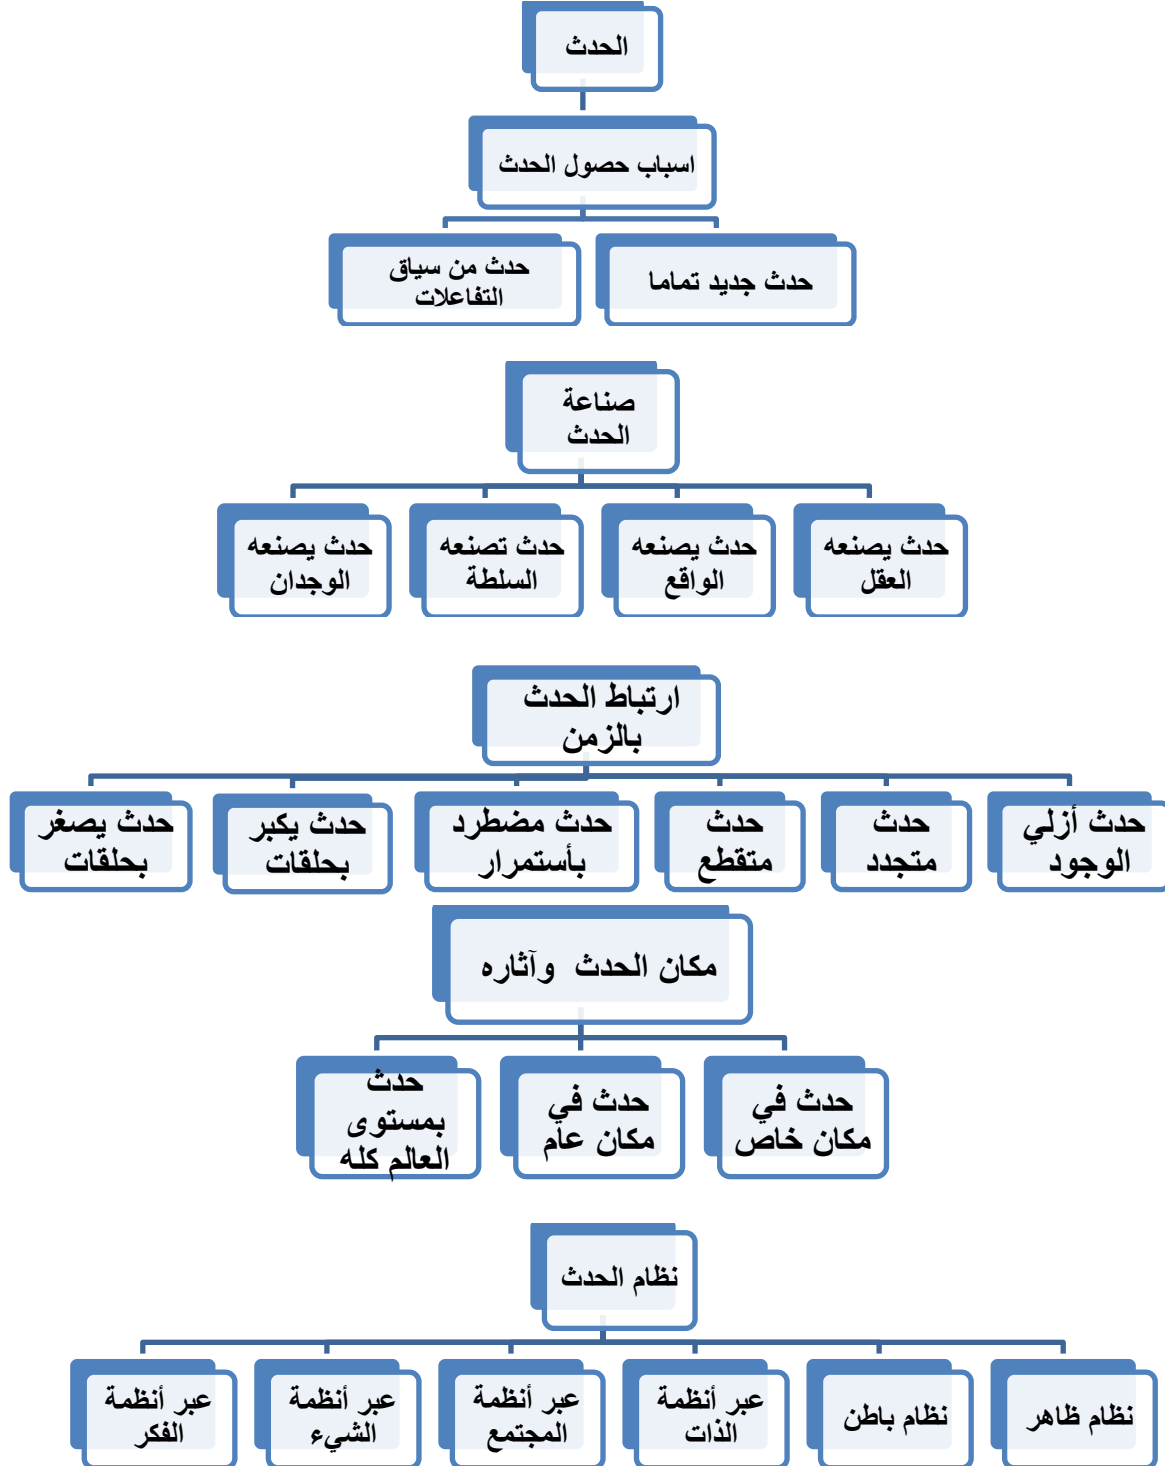 الحدث
اسباب حصول الحدث
حدث جديد تماما
حدث من سياق
التفاعلات
صناعة
الحدث
حدث يصنعه
العقل
حدث يصنعه
الواقع
حدث تصنعه
السلطة
حدث يصنعه
الوجدان
ارتباط الحدث
بالزمن
حدث أزلي
الوجود
حدث
متجدد
حدث
متقطع
حدث مضطرد
بأستمرار
حدث يكبر
بحلقات
حدث يصغر
بحلقات
مكان الحدث وآثاره
حدث في
مكان خاص
حدث في
مكان عام
حدث
بمستوى
العالم كله
نظام الحدث
نظام ظاهر
نظام باطن
عبر أنظمة
الذات
عبر أنظمة
المجتمع
عبر أنظمة
الشيء
عبر أنظمة
الفكر